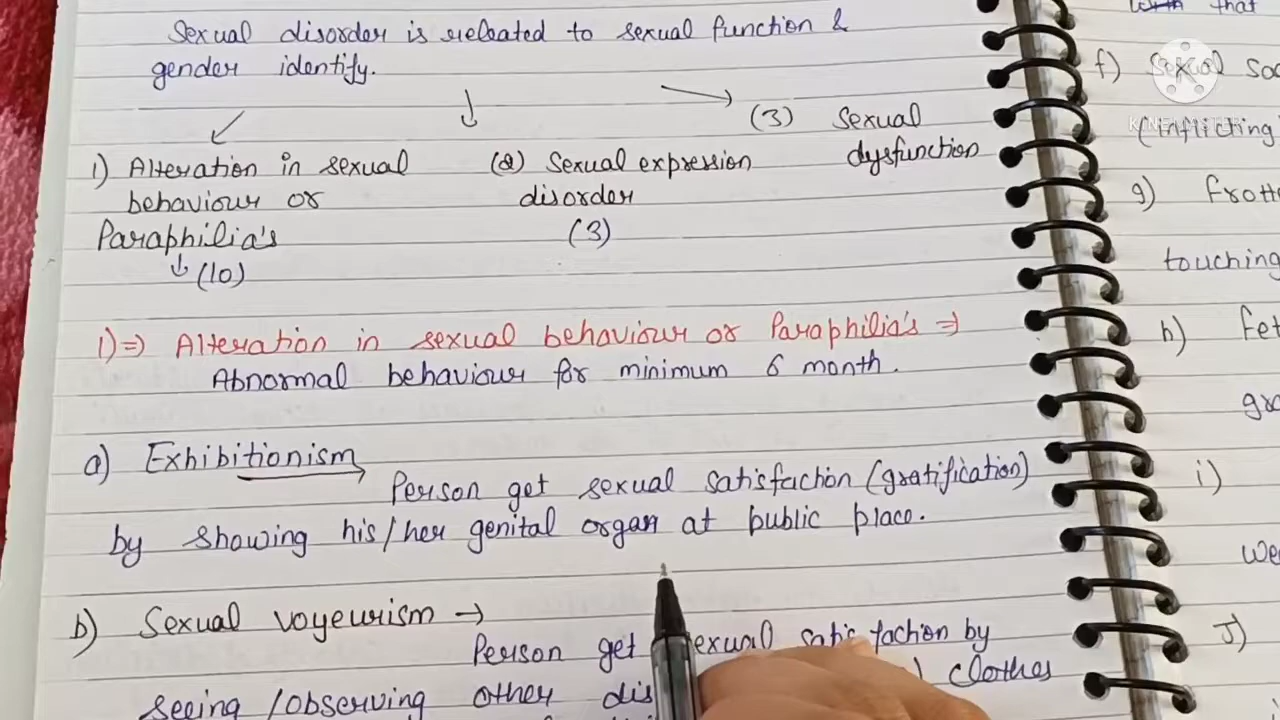 Sexual disorder is related to sexual function &
gender identify.
1) Alteration in sexual
behaviour or
Paraphilia's
↓ (10)
(2) Sexual expression
disorder
(3)
(3) Sexual
dysfunction
1) ⇒ Alteration in sexual behaviour or Paraphilia's ⇒
Abnormal behaviour for minimum 6 month.
a) Exhibitionism →
Person get sexual satisfaction (gratification)
by showing his/her genital organ at public place.
b) Sexual voyeurism →
Person get sexual satisfaction by
seeing /observing other clothes
that
f) Sexual
(inflicting
g)
touching
h)
i)
J)